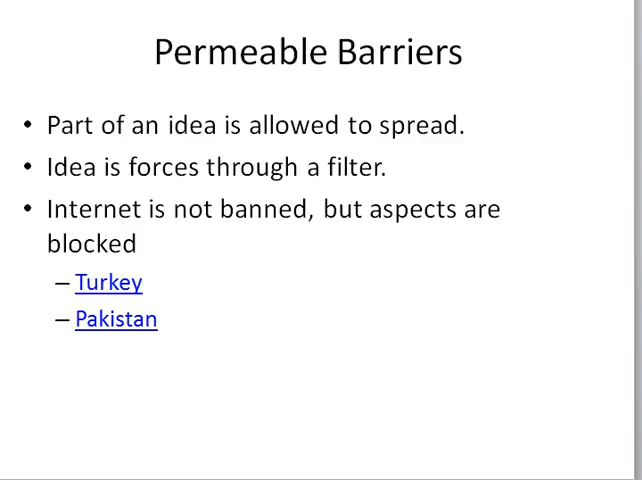 Permeable Barriers
• Part of an idea is allowed to spread.
• Idea is forces through a filter.
• Internet is not banned, but aspects are
blocked
– Turkey
– Pakistan